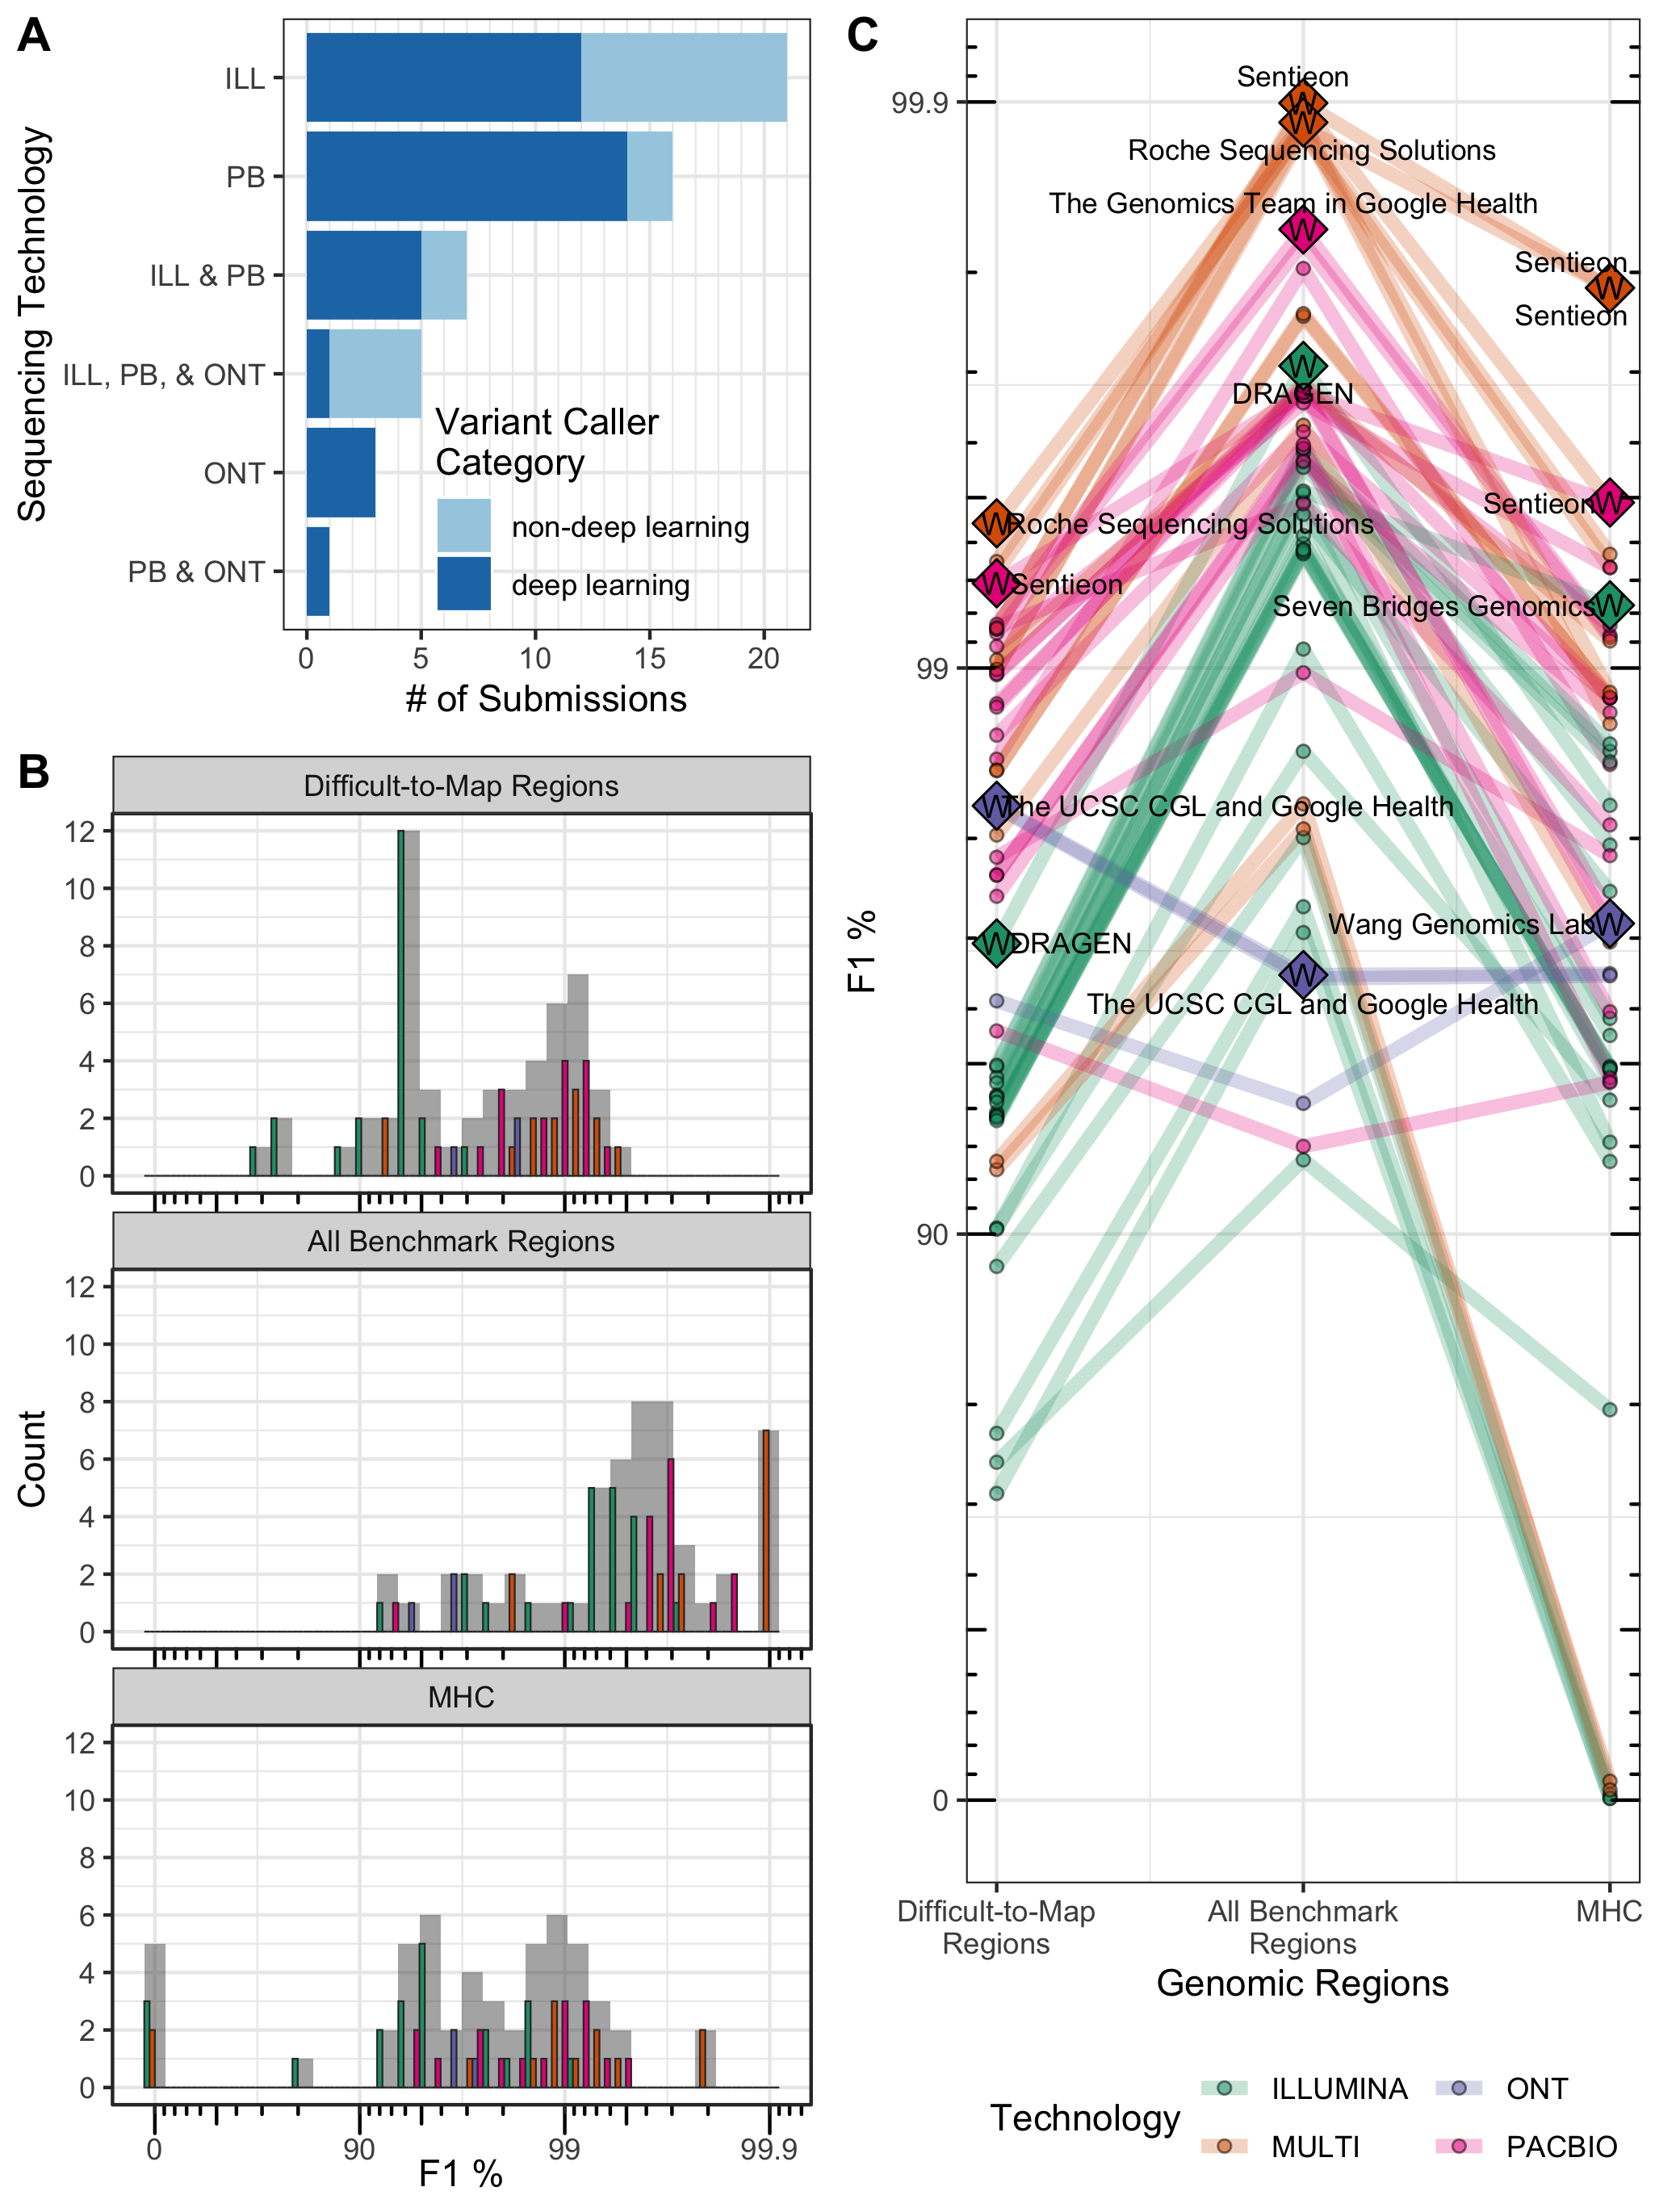 A
Sequencing Technology
ILL
PB
ILL & PB
ILL, PB, & ONT
ONT
PB & ONT
Variant Caller
Category
non-deep learning
deep learning
0 5 10 15 20
# of Submissions
B
Count
Difficult-to-Map Regions
12
10
8
6
4
2
0
All Benchmark Regions
12
10
8
6
4
2
0
MHC
12
10
8
6
4
2
0
0 90 99 99.9
F1 %
C
F1 %
99.9
99
90
0
Sentieon
W
W
Roche Sequencing Solutions
The Genomics Team in Google Health
W
Sentieon
W
Sentieon
W
DRAGEN
Sentieon W
W Roche Sequencing Solutions
W Sentieon
Seven Bridges Genomics W
W The UCSC CGL and Google Health
Wang Genomics Lab W
W DRAGEN
W
The UCSC CGL and Google Health
Difficult-to-Map
Regions
All Benchmark
Regions
MHC
Genomic Regions
Technology
ILLUMINA
MULTI
ONT
PACBIO